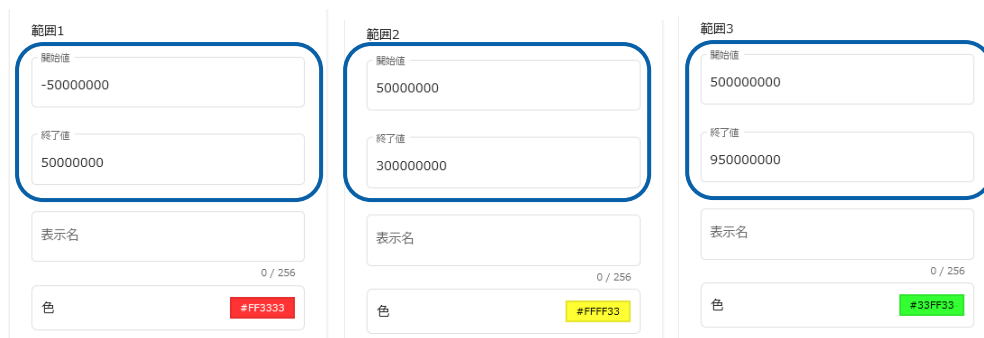 範囲1
開始値
-50000000
終了値
50000000
表示名
0 / 256
色
#FF3333
範囲2
開始値
50000000
終了値
300000000
表示名
0 / 256
色
#FFFF33
範囲3
開始値
500000000
終了値
950000000
表示名
0 / 256
色
#33FF33